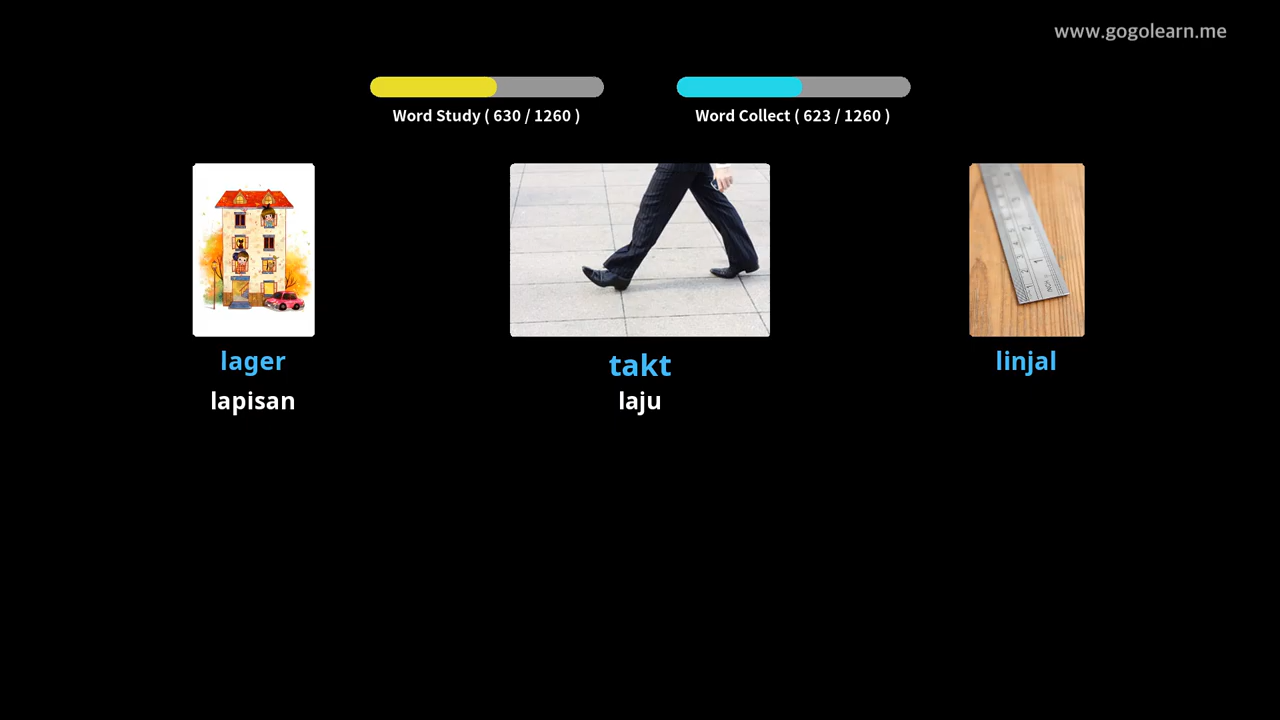 www.gogolearn.me
Word Study ( 630 / 1260 )
Word Collect ( 623 / 1260 )
lager
takt
linjal
lapisan
laju